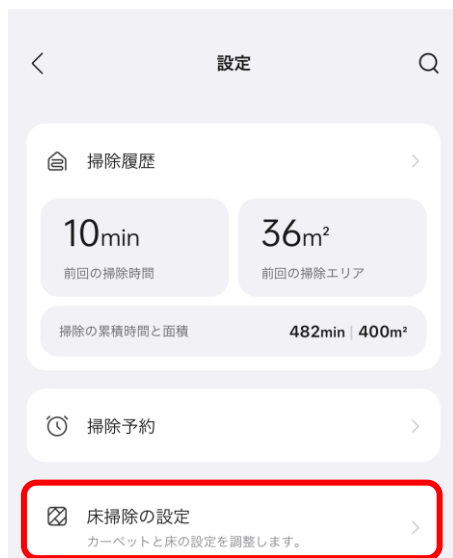 設定
掃除履歴
10min 36m²
前回の掃除時間 前回の掃除エリア
掃除の累積時間と面積 482min | 400m²
掃除予約
床掃除の設定
カーペットと床の設定を調整します。